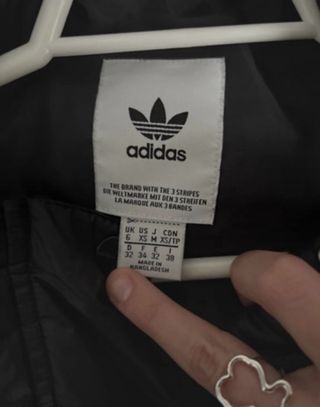 adidas
THE BRAND WITH THE 3 STRIPES
DIE WELTMARKE MIT DEN 3 STREIFEN
LA MARQUE AUX 3 BANDES
UK US J CDN
6 XS M XS/TP
D F E I
32 34 32 38
MADE IN
BANGLADESH